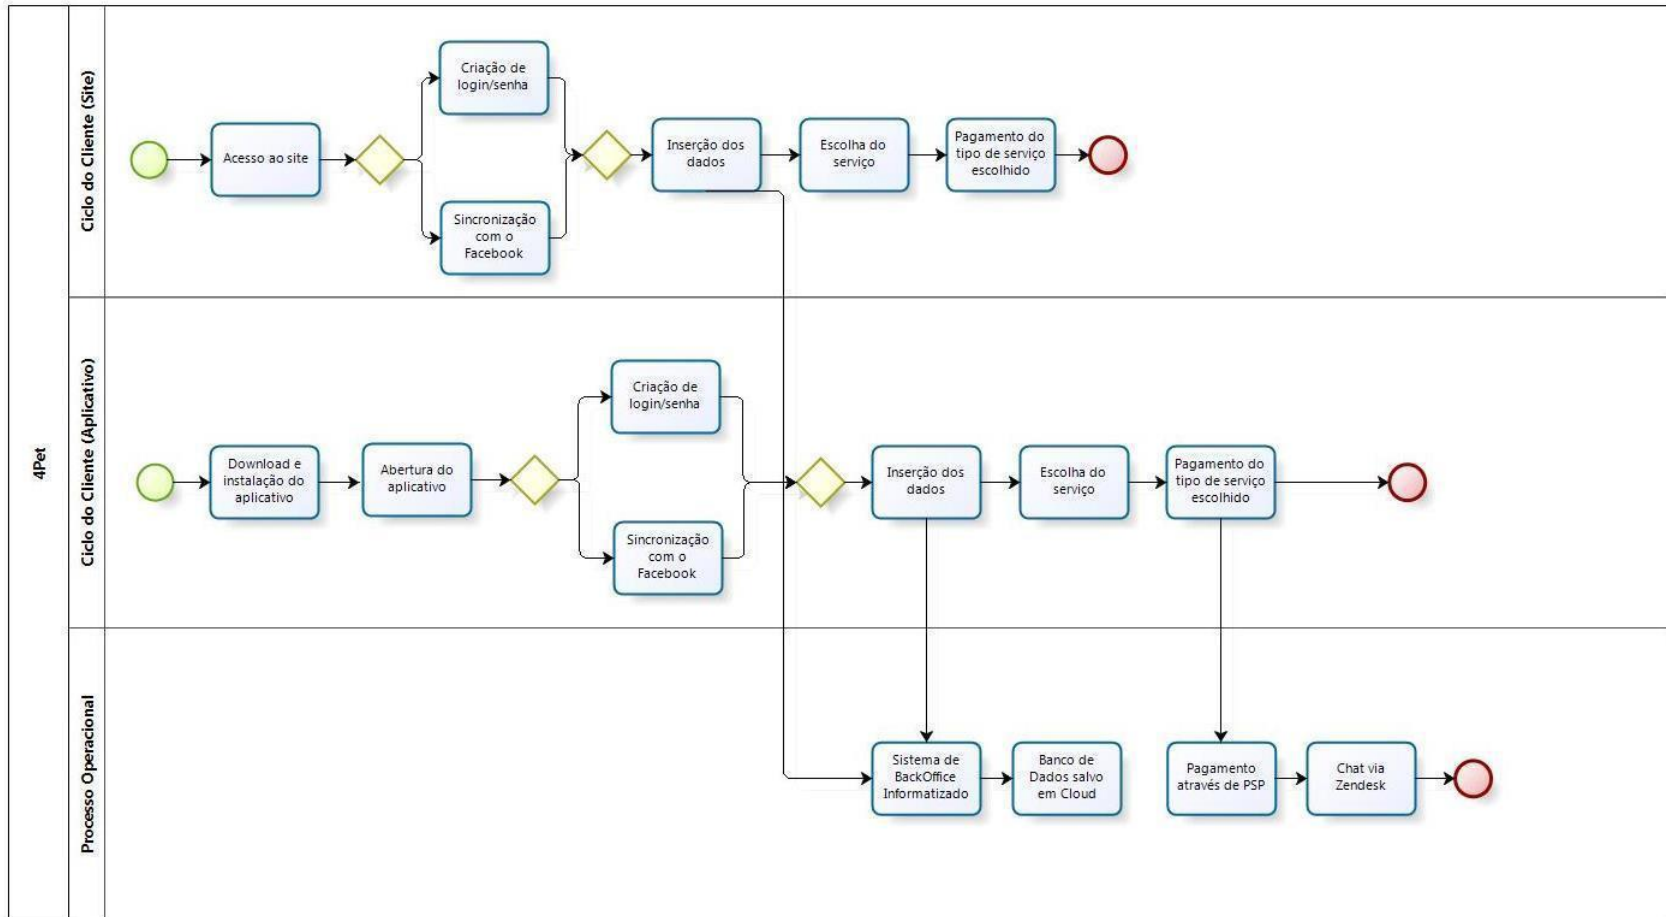 4Pet
Ciclo do Cliente (Site)
Acesso ao site
Criação de
login/senha
Sincronização
com o
Facebook
Inserção dos
dados
Escolha do
serviço
Pagamento do
tipo de serviço
escolhido
Ciclo do Cliente (Aplicativo)
Download e
instalação do
aplicativo
Abertura do
aplicativo
Criação de
login/senha
Sincronização
com o
Facebook
Inserção dos
dados
Escolha do
serviço
Pagamento do
tipo de serviço
escolhido
Processo Operacional
Sistema de
BackOffice
Informatizado
Banco de
Dados salvo
em Cloud
Pagamento
através de PSP
Chat via
Zendesk